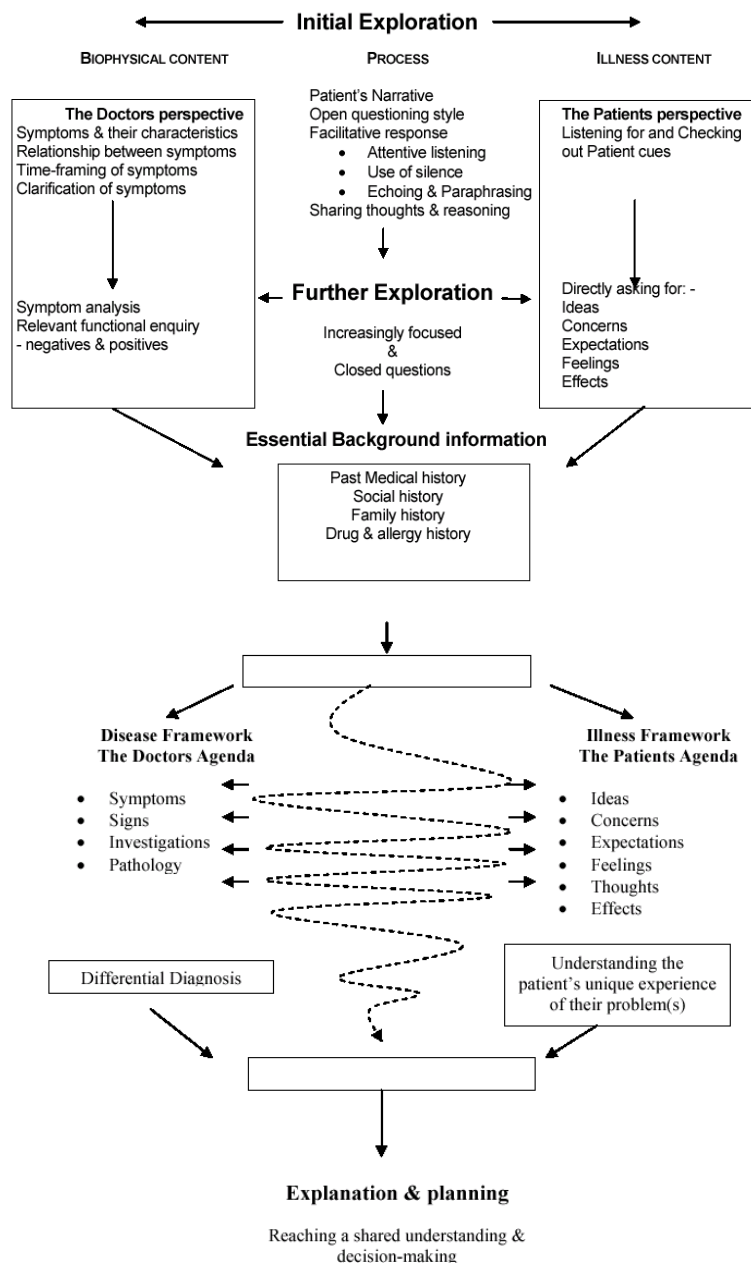 Initial Exploration
BIOPHYSICAL CONTENT
The Doctors perspective
Symptoms & their characteristics
Relationship between symptoms
Time-framing of symptoms
Clarification of symptoms
Symptom analysis
Relevant functional enquiry
- negatives & positives
PROCESS
Patient's Narrative
Open questioning style
Facilitative response
• Attentive listening
• Use of silence
• Echoing & Paraphrasing
Sharing thoughts & reasoning
Further Exploration
Increasingly focused
&
Closed questions
ILLNESS CONTENT
The Patients perspective
Listening for and Checking
out Patient cues
Directly asking for: -
Ideas
Concerns
Expectations
Feelings
Effects
Essential Background information
Past Medical history
Social history
Family history
Drug & allergy history
Disease Framework
The Doctors Agenda
• Symptoms
• Signs
• Investigations
• Pathology
Illness Framework
The Patients Agenda
• Ideas
• Concerns
• Expectations
• Feelings
• Thoughts
• Effects
Differential Diagnosis
Understanding the
patient's unique experience
of their problem(s)
Explanation & planning
Reaching a shared understanding &
decision-making